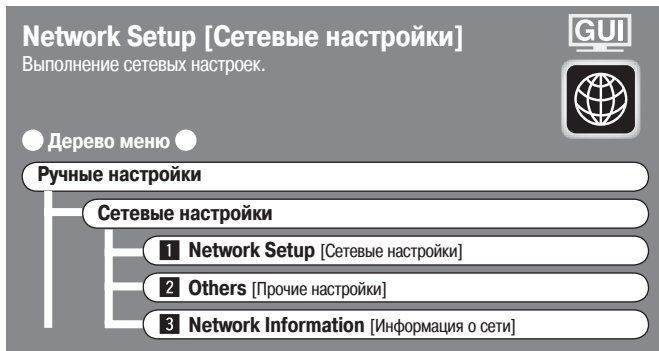 Network Setup [Сетевые настройки]
GUI
Выполнение сетевых настроек.
Дерево меню
Ручные настройки
Сетевые настройки
1 Network Setup [Сетевые настройки]
2 Others [Прочие настройки]
3 Network Information [Информация о сети]